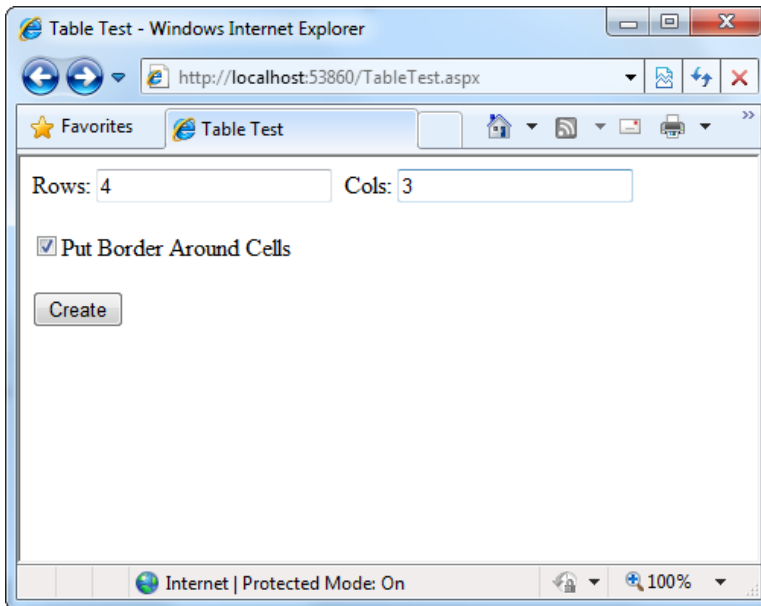 Table Test - Windows Internet Explorer
http://localhost:53860/TableTest.aspx
Favorites Table Test
Rows: 4 Cols: 3
Put Border Around Cells
Create
Internet | Protected Mode: On 100%